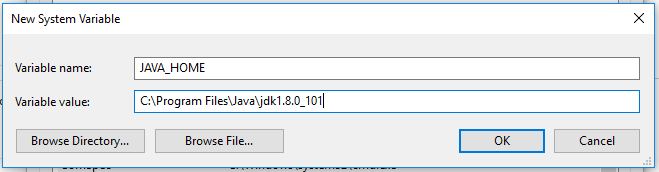 New System Variable
Variable name: JAVA_HOME
Variable value: C:\Program Files\Java\jdk1.8.0_101
Browse Directory... Browse File... OK Cancel